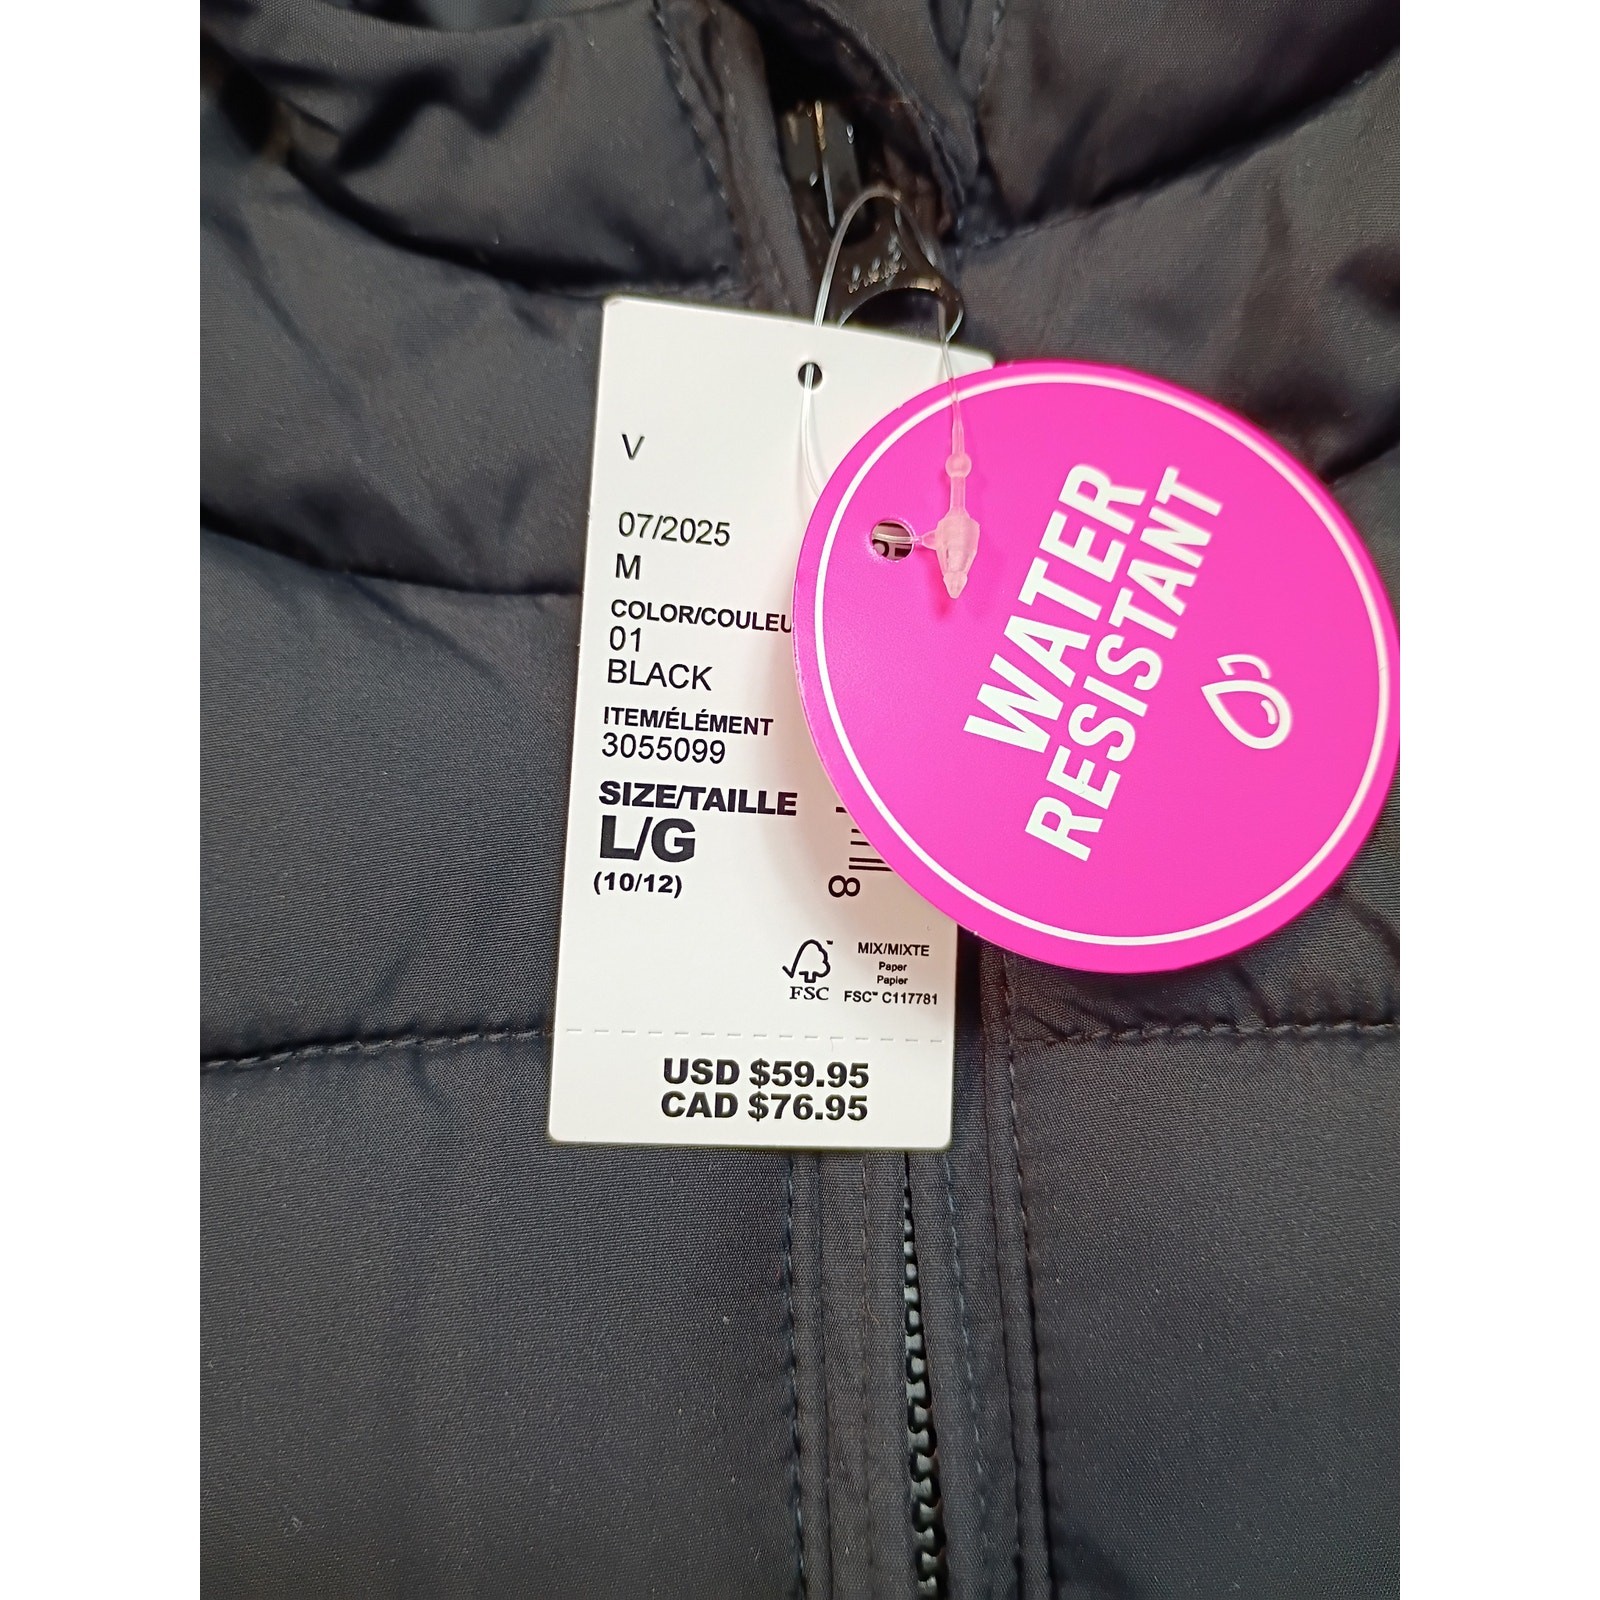 V
07/2025
M
COLOR/COULEU
01
BLACK
ITEM/ÉLÉMENT
3055099
SIZE/TAILLE
L/G
(10/12)
8
FSC
MIX/MIXTE
Paper
Papier
FSC™ C117781
USD $59.95
CAD $76.95
WATER
RESISTANT